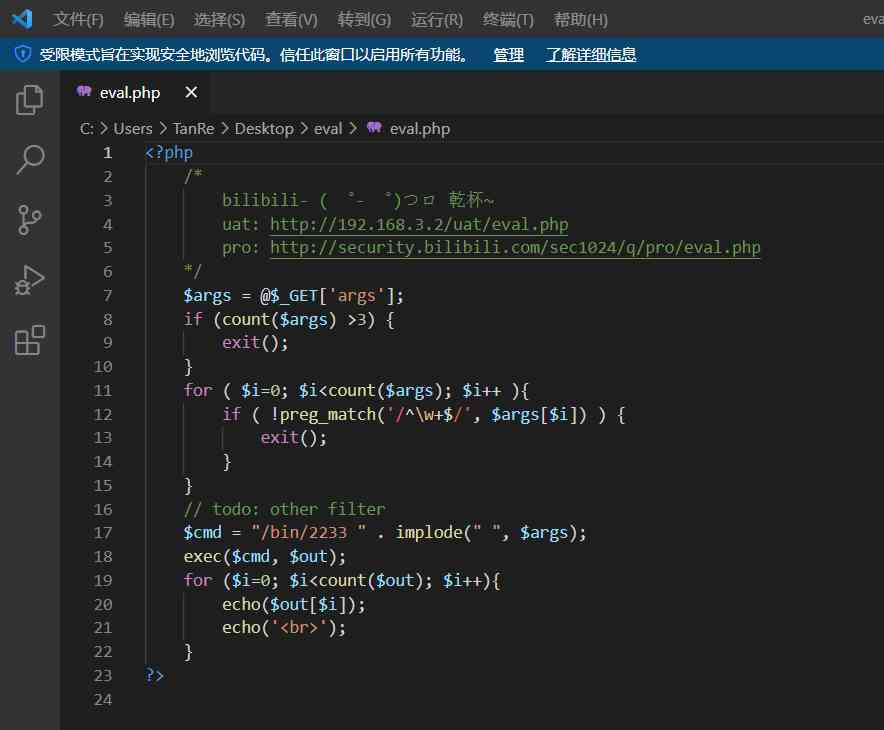 文件(F) 编辑(E) 选择(S) 查看(V) 转到(G) 运行(R) 终端(T) 帮助(H) eva
受限模式旨在实现安全地浏览代码。信任此窗口以启用所有功能。 管理 了解详细信息
eval.php
C: > Users > TanRe > Desktop > eval > eval.php
1 <?php
2 /*
3 bilibili- ( ゜- ゜)つロ 乾杯~
4 uat: http://192.168.3.2/uat/eval.php
5 pro: http://security.bilibili.com/sec1024/q/pro/eval.php
6 */
7 $args = @$_GET['args'];
8 if (count($args) >3) {
9 exit();
10 }
11 for ( $i=0; $i<count($args); $i++ ){
12 if ( !preg_match('/^\w+$/', $args[$i]) ) {
13 exit();
14 }
15 }
16 // todo: other filter
17 $cmd = "/bin/2233 " . implode(" ", $args);
18 exec($cmd, $out);
19 for ($i=0; $i<count($out); $i++){
20 echo($out[$i]);
21 echo('<br>');
22 }
23 ?>
24